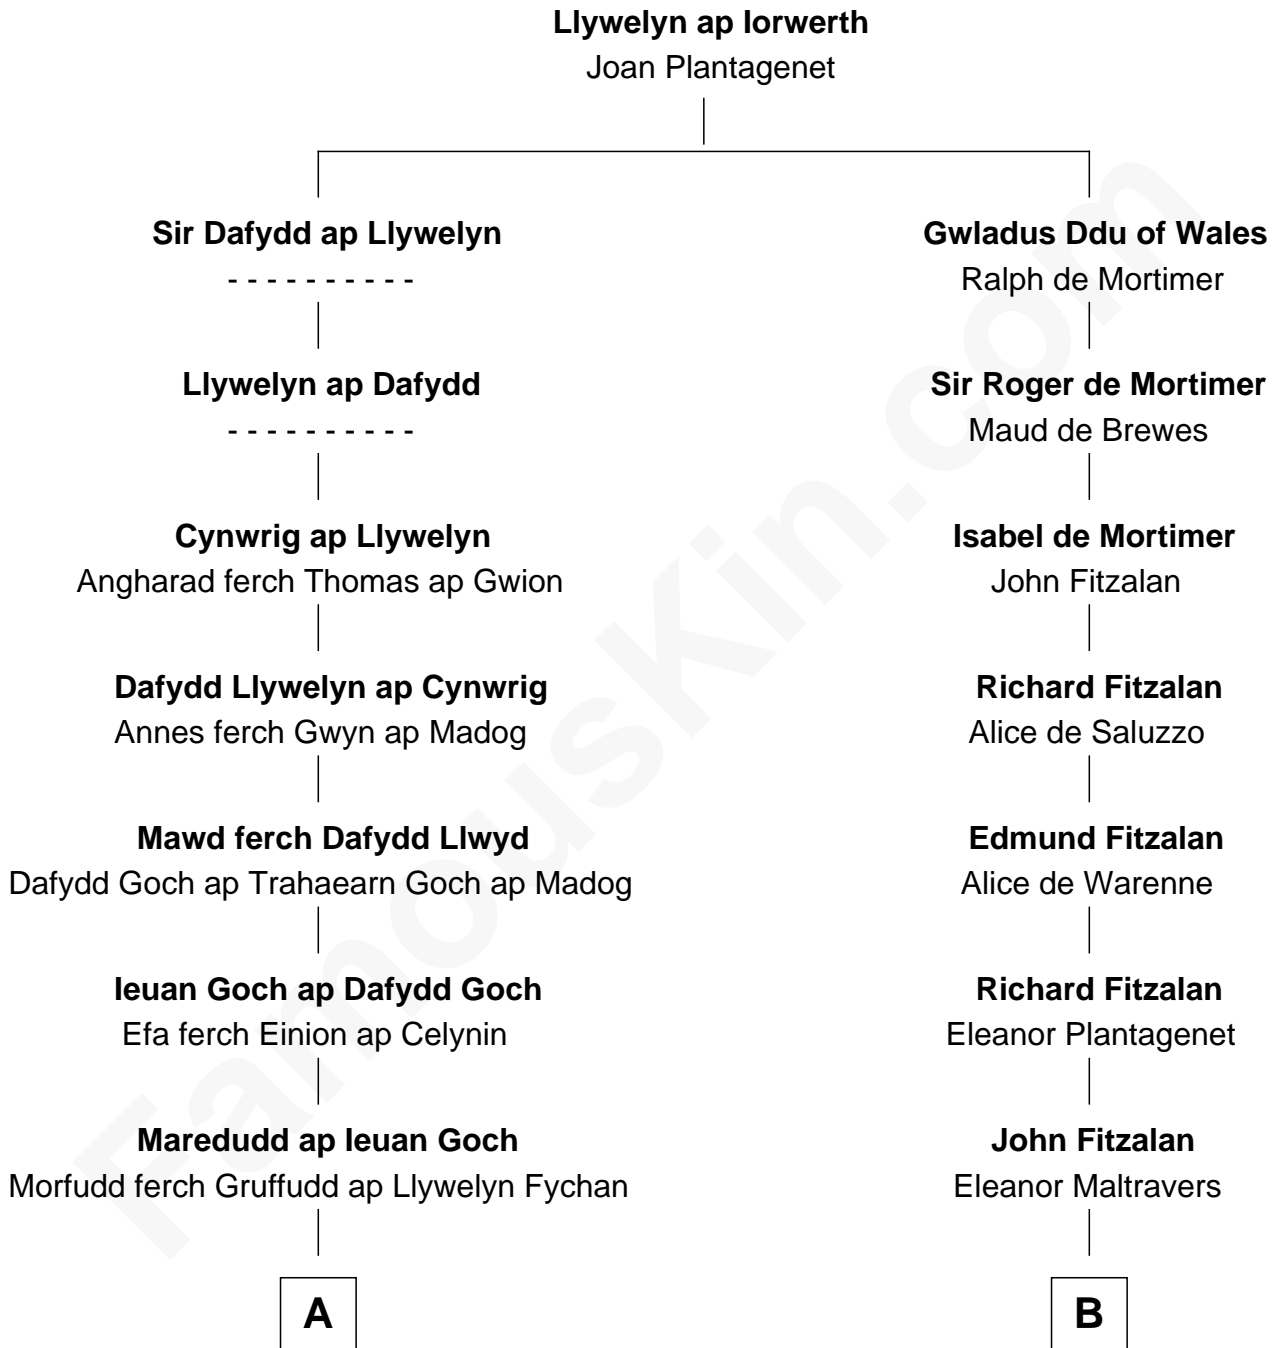 Llywelyn ap Iorwerth
Joan Plantagenet
Sir Dafydd ap Llywelyn
- - - - - - - - - -
Llywelyn ap Dafydd
- - - - - - - - - -
Cynwrig ap Llywelyn
Angharad ferch Thomas ap Gwion
Dafydd Llywelyn ap Cynwrig
Annes ferch Gwyn ap Madog
Mawd ferch Dafydd Llwyd
Dafydd Goch ap Trahaearn Goch ap Madog
Ieuan Goch ap Dafydd Goch
Efa ferch Einion ap Celynin
Maredudd ap Ieuan Goch
Morfudd ferch Gruffudd ap Llywelyn Fychan
A
Gwladus Ddu of Wales
Ralph de Mortimer
Sir Roger de Mortimer
Maud de Brewes
Isabel de Mortimer
John Fitzalan
Richard Fitzalan
Alice de Saluzzo
Edmund Fitzalan
Alice de Warenne
Richard Fitzalan
Eleanor Plantagenet
John Fitzalan
Eleanor Maltravers
B
FamousKin.com